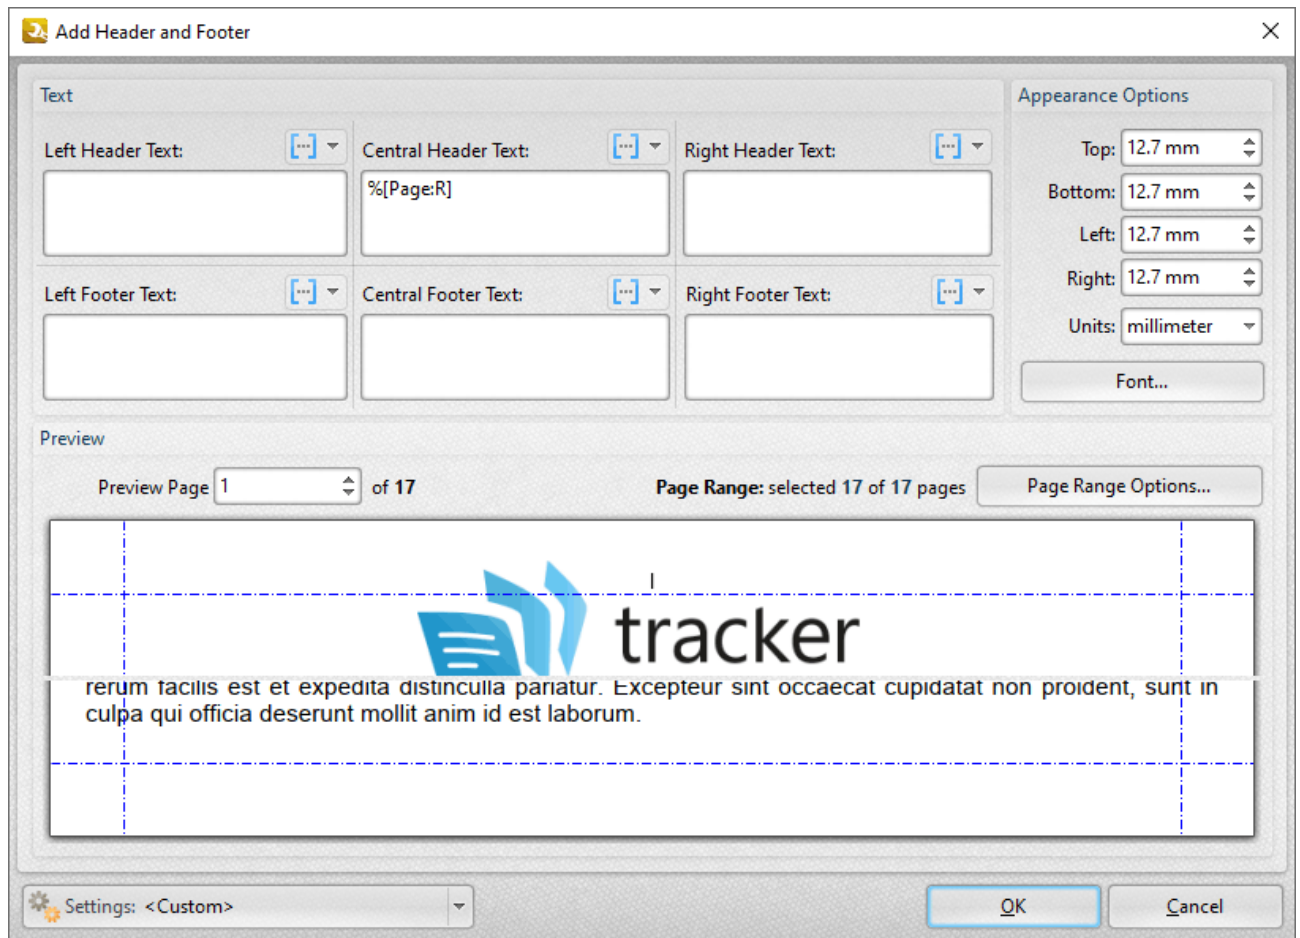 Add Header and Footer
Text
Appearance Options
Left Header Text:
Central Header Text:
Right Header Text:
Top: 12.7 mm
%[Page:R]
Bottom: 12.7 mm
Left: 12.7 mm
Left Footer Text:
Central Footer Text:
Right Footer Text:
Right: 12.7 mm
Units: millimeter
Font...
Preview
Preview Page 1 of 17
Page Range: selected 17 of 17 pages
Page Range Options...
I
tracker
rerum facilis est et expedita distinculla pariatur. Excepteur sint occaecat cupidatat non proident, sunt in
culpa qui officia deserunt mollit anim id est laborum.
Settings: <Custom>
OK
Cancel